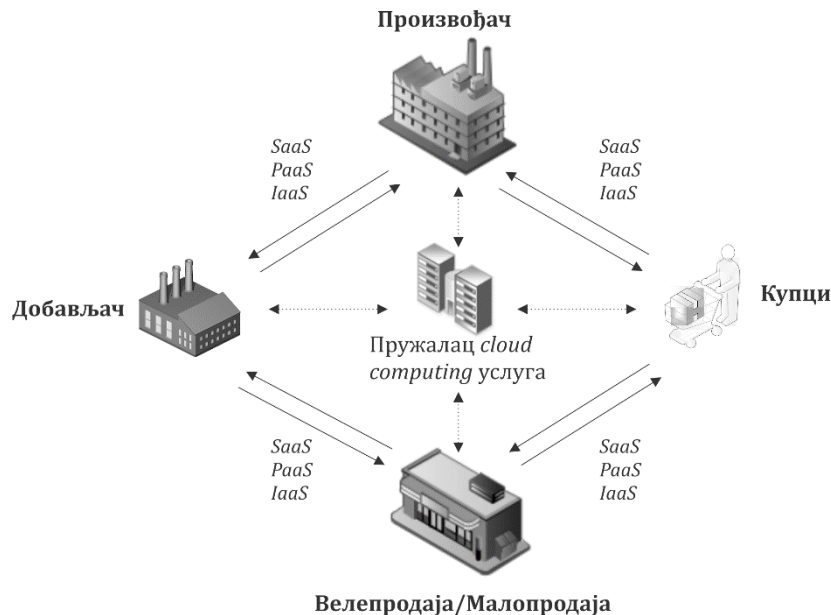 Произвођач
SaaS
PaaS
IaaS
SaaS
PaaS
IaaS
Добављач
Купци
Пружалац cloud
computing услуга
SaaS
PaaS
IaaS
SaaS
PaaS
IaaS
Велепродаја/Малопродаја